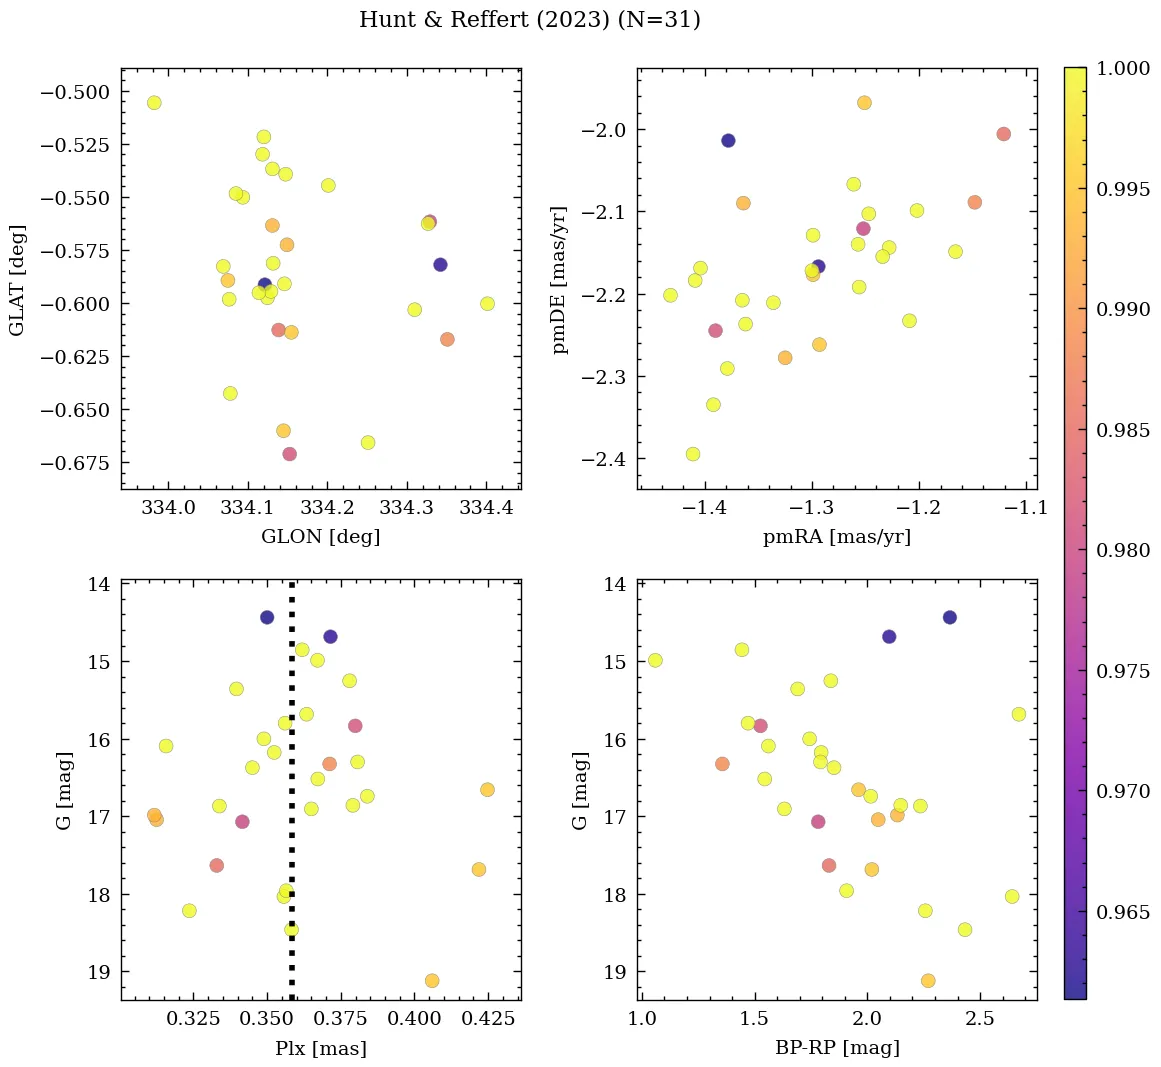 Hunt & Reffert (2023) (N=31)
−0.500
−0.525
−0.550
−0.575
−0.600
−0.625
−0.650
−0.675
GLAT [deg]
334.0 334.1 334.2 334.3 334.4
GLON [deg]
−2.0
−2.1
−2.2
−2.3
−2.4
pmDE [mas/yr]
−1.4 −1.3 −1.2 −1.1
pmRA [mas/yr]
14
15
16
17
18
19
G [mag]
0.325 0.350 0.375 0.400 0.425
Plx [mas]
14
15
16
17
18
19
G [mag]
1.0 1.5 2.0 2.5
BP-RP [mag]
1.000
0.995
0.990
0.985
0.980
0.975
0.970
0.965